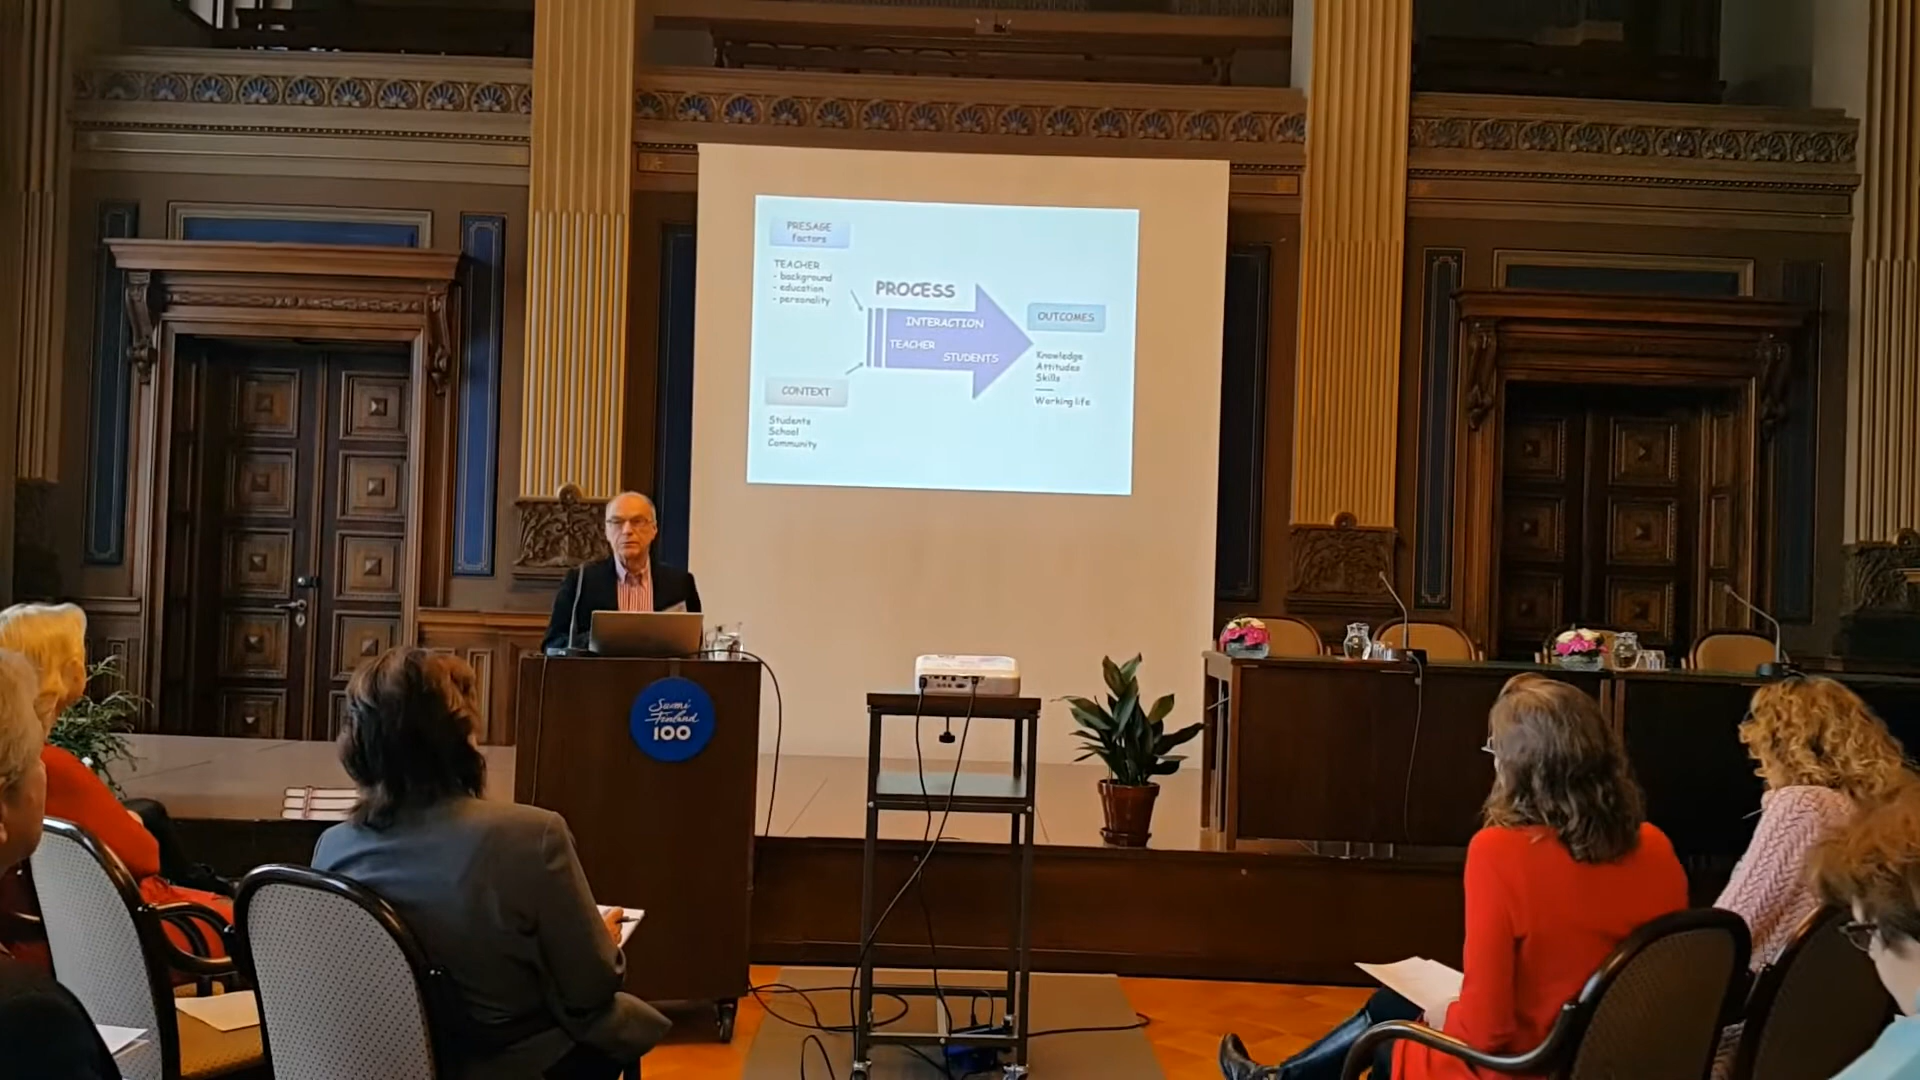 PRESAGE
factors
TEACHER
- background
- education
- personality
PROCESS
INTERACTION
TEACHER
STUDENTS
OUTCOMES
Knowledge
Attitudes
Skills
Working life
CONTEXT
Students
School
Community
Suomi
Finland
100